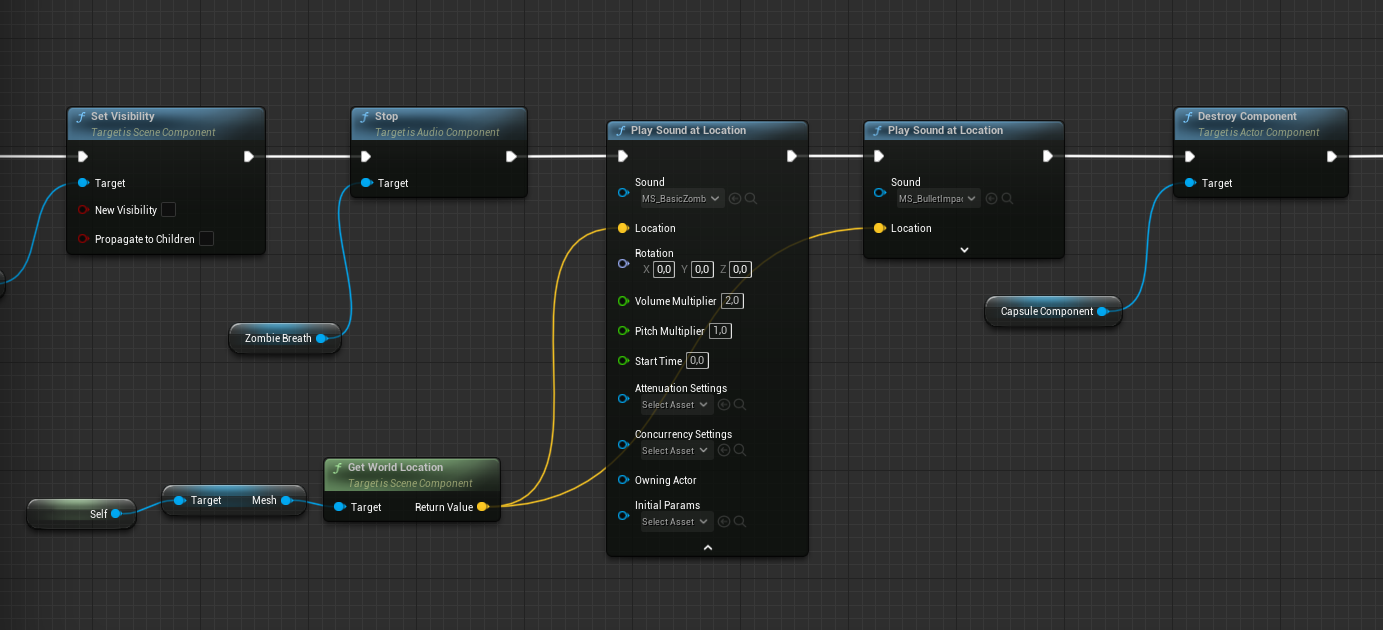 Set Visibility
Target is Scene Component
Target
New Visibility
Propagate to Children
Stop
Target is Audio Component
Target
Zombie Breath
Play Sound at Location
Sound
MS_BasicZomb
Location
Rotation
X 0,0 Y 0,0 Z 0,0
Volume Multiplier 2,0
Pitch Multiplier 1,0
Start Time 0,0
Attenuation Settings
Select Asset
Concurrency Settings
Select Asset
Owning Actor
Initial Params
Select Asset
Play Sound at Location
Sound
MS_BulletImpac
Location
Destroy Component
Target is Actor Component
Target
Capsule Component
Self
Target Mesh
Get World Location
Target is Scene Component
Target Return Value